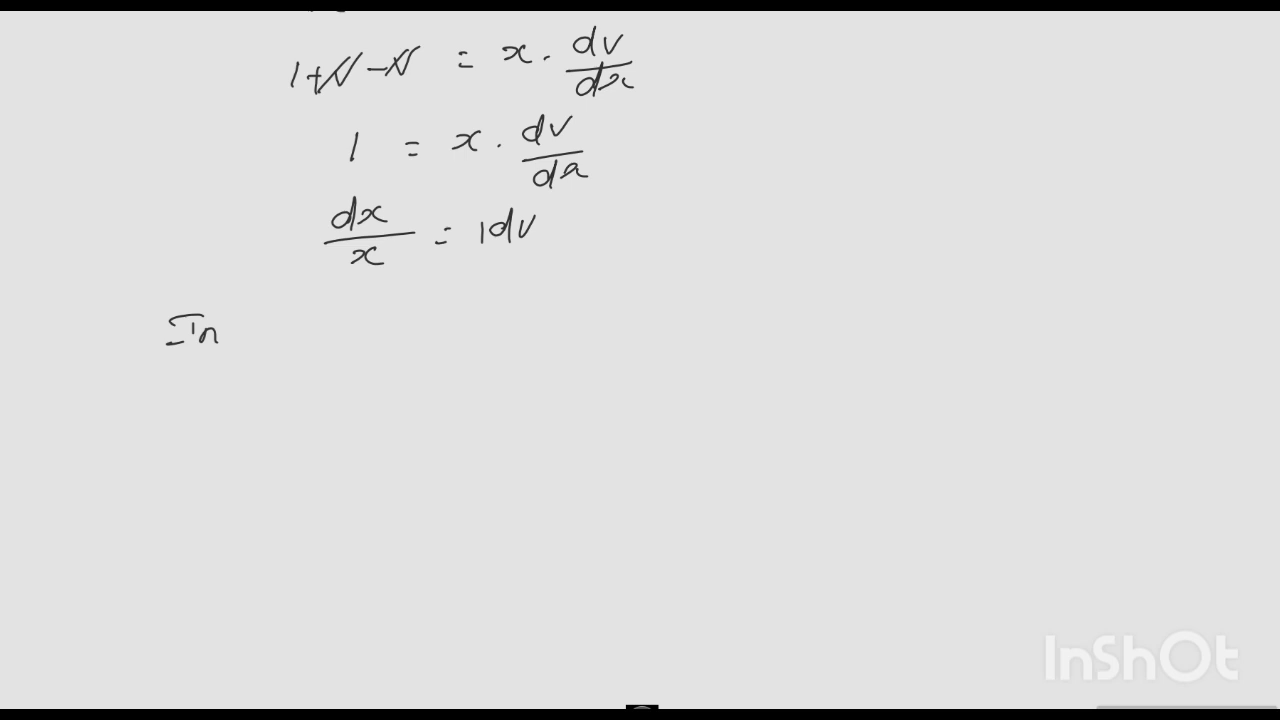 1+v-v = x · dv/dx
1 = x · dv/dx
dx/x = 1dv
In
InShOt